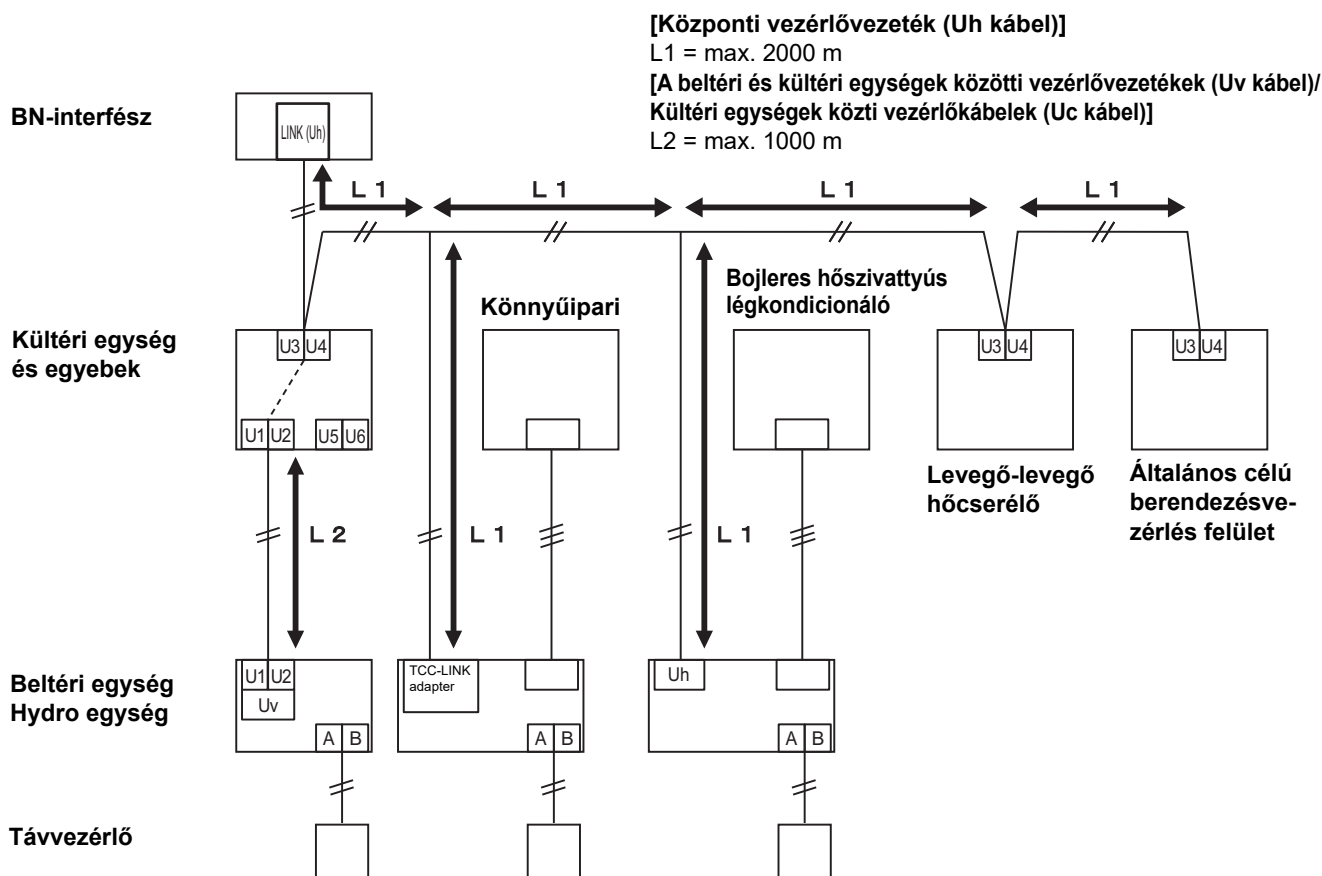 [Központi vezérlővezeték (Uh kábel)]
L1 = max. 2000 m
[A beltéri és kültéri egységek közötti vezérlővezetékek (Uv kábel)/
Kültéri egységek közti vezérlőkábelek (Uc kábel)]
L2 = max. 1000 m
BN-interfész
LINK (Uh)
L 1
L 1
L 1
L 1
Kültéri egység
és egyebek
U3 U4
U1 U2
U5 U6
Könnyűipari
Bojleres hőszivattyús
légkondicionáló
U3 U4
Levegő-levegő
hőcserélő
U3 U4
Általános célú
berendezésve-
zérlés felület
L 2
L 1
L 1
Beltéri egység
Hydro egység
U1 U2
Uv
A B
TCC-LINK
adapter
A B
Uh
A B
Távvezérlő